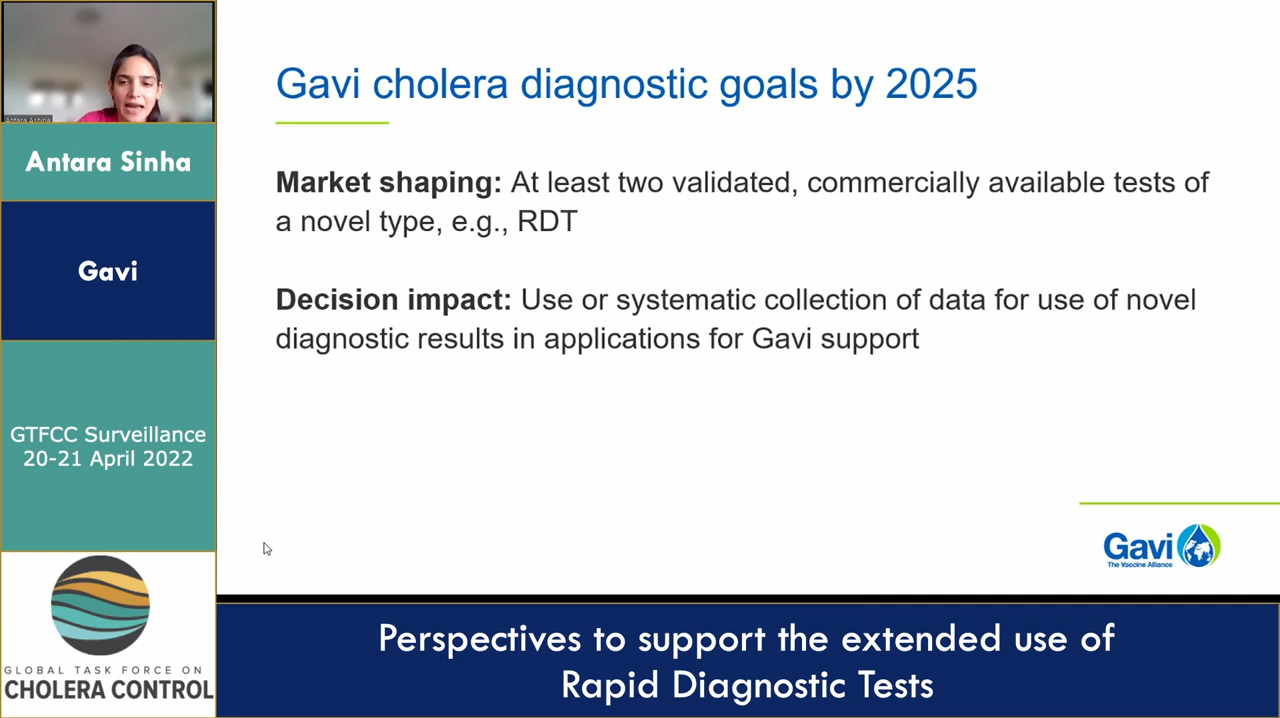 Antara Ashina
Antara Sinha
Gavi
GTFCC Surveillance
20-21 April 2022
GLOBAL TASK FORCE ON
CHOLERA CONTROL
Gavi cholera diagnostic goals by 2025
Market shaping: At least two validated, commercially available tests of
a novel type, e.g., RDT
Decision impact: Use or systematic collection of data for use of novel
diagnostic results in applications for Gavi support
Gavi
The Vaccine Alliance
Perspectives to support the extended use of
Rapid Diagnostic Tests